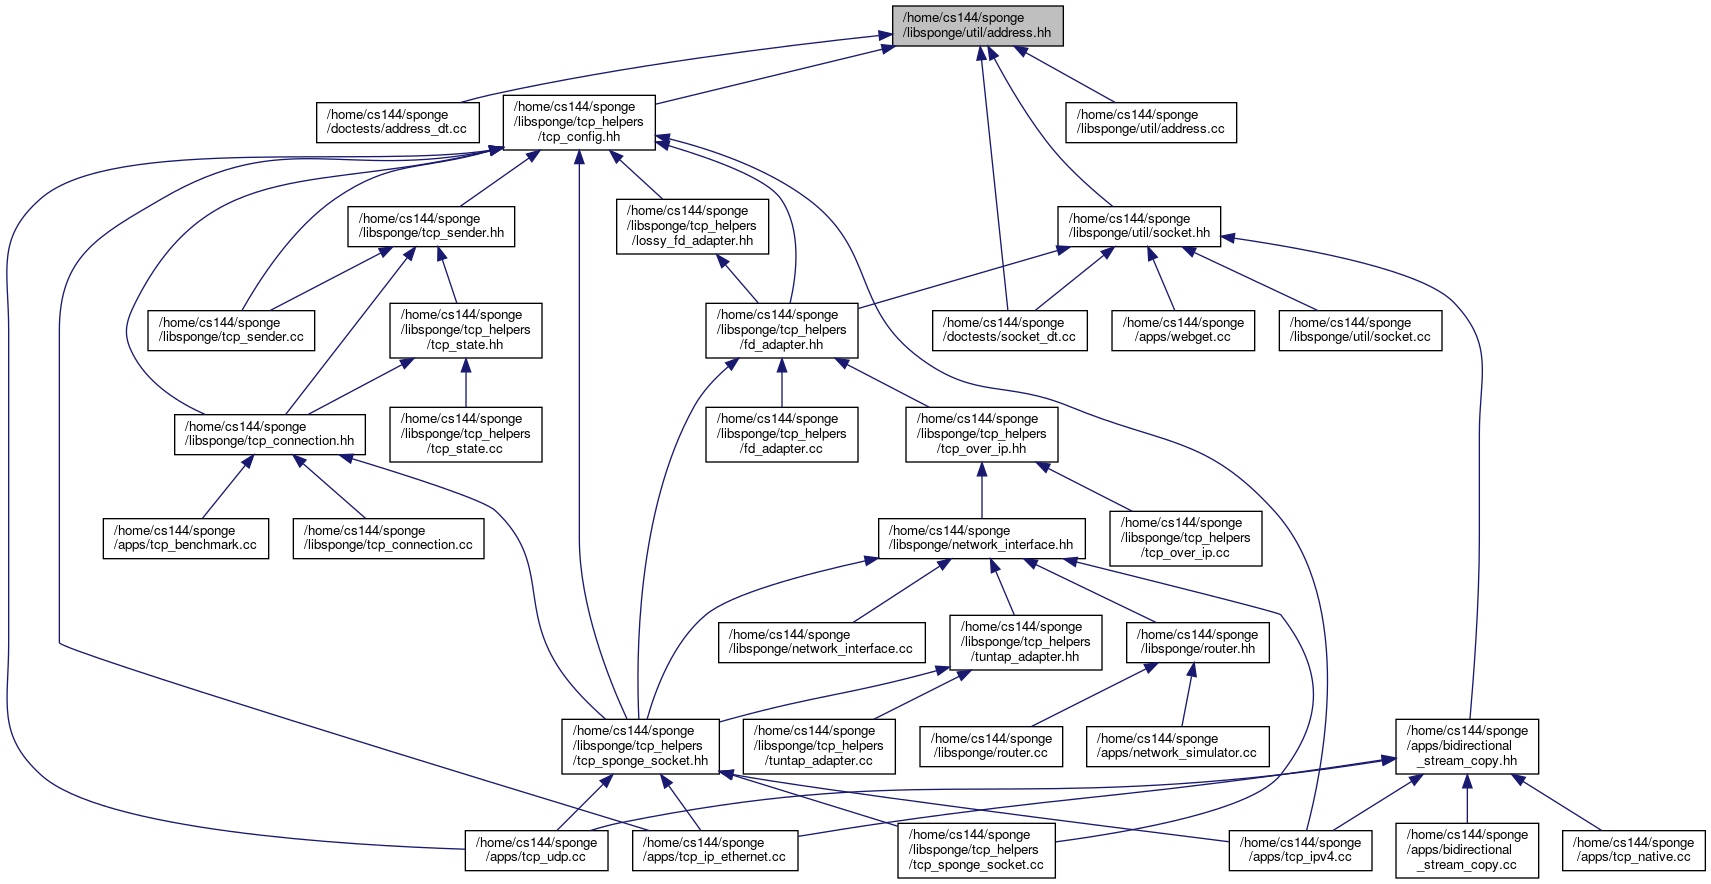 /home/cs144/sponge
/libsponge/util/address.hh
/home/cs144/sponge
/doctests/address_dt.cc
/home/cs144/sponge
/libsponge/tcp_helpers
/tcp_config.hh
/home/cs144/sponge
/libsponge/util/address.cc
/home/cs144/sponge
/libsponge/tcp_sender.hh
/home/cs144/sponge
/libsponge/tcp_helpers
/lossy_fd_adapter.hh
/home/cs144/sponge
/libsponge/util/socket.hh
/home/cs144/sponge
/libsponge/tcp_sender.cc
/home/cs144/sponge
/libsponge/tcp_helpers
/tcp_state.hh
/home/cs144/sponge
/libsponge/tcp_helpers
/fd_adapter.hh
/home/cs144/sponge
/doctests/socket_dt.cc
/home/cs144/sponge
/apps/webget.cc
/home/cs144/sponge
/libsponge/util/socket.cc
/home/cs144/sponge
/libsponge/tcp_connection.hh
/home/cs144/sponge
/libsponge/tcp_helpers
/tcp_state.cc
/home/cs144/sponge
/libsponge/tcp_helpers
/fd_adapter.cc
/home/cs144/sponge
/libsponge/tcp_helpers
/tcp_over_ip.hh
/home/cs144/sponge
/apps/tcp_benchmark.cc
/home/cs144/sponge
/libsponge/tcp_connection.cc
/home/cs144/sponge
/libsponge/network_interface.hh
/home/cs144/sponge
/libsponge/tcp_helpers
/tcp_over_ip.cc
/home/cs144/sponge
/libsponge/network_interface.cc
/home/cs144/sponge
/libsponge/tcp_helpers
/tuntap_adapter.hh
/home/cs144/sponge
/libsponge/router.hh
/home/cs144/sponge
/libsponge/tcp_helpers
/tcp_sponge_socket.hh
/home/cs144/sponge
/libsponge/tcp_helpers
/tuntap_adapter.cc
/home/cs144/sponge
/libsponge/router.cc
/home/cs144/sponge
/apps/network_simulator.cc
/home/cs144/sponge
/apps/bidirectional
_stream_copy.hh
/home/cs144/sponge
/apps/tcp_udp.cc
/home/cs144/sponge
/apps/tcp_ip_ethernet.cc
/home/cs144/sponge
/libsponge/tcp_helpers
/tcp_sponge_socket.cc
/home/cs144/sponge
/apps/tcp_ipv4.cc
/home/cs144/sponge
/apps/bidirectional
_stream_copy.cc
/home/cs144/sponge
/apps/tcp_native.cc